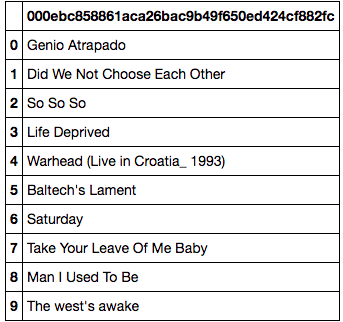 000ebc858861aca26bac9b49f650ed424cf882fc
0 Genio Atrapado
1 Did We Not Choose Each Other
2 So So So
3 Life Deprived
4 Warhead (Live in Croatia_ 1993)
5 Baltech's Lament
6 Saturday
7 Take Your Leave Of Me Baby
8 Man I Used To Be
9 The west's awake